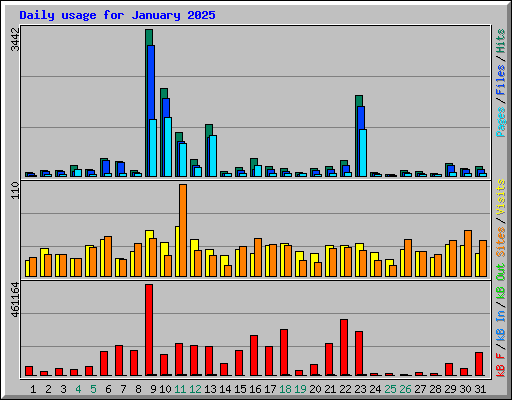 Daily usage for January 2025
3442
Pages / Files / Hits
110
Sites / Visits
461164
kB F / kB In / kB Out
1 2 3 4 5 6 7 8 9 10 11 12 13 14 15 16 17 18 19 20 21 22 23 24 25 26 27 28 29 30 31